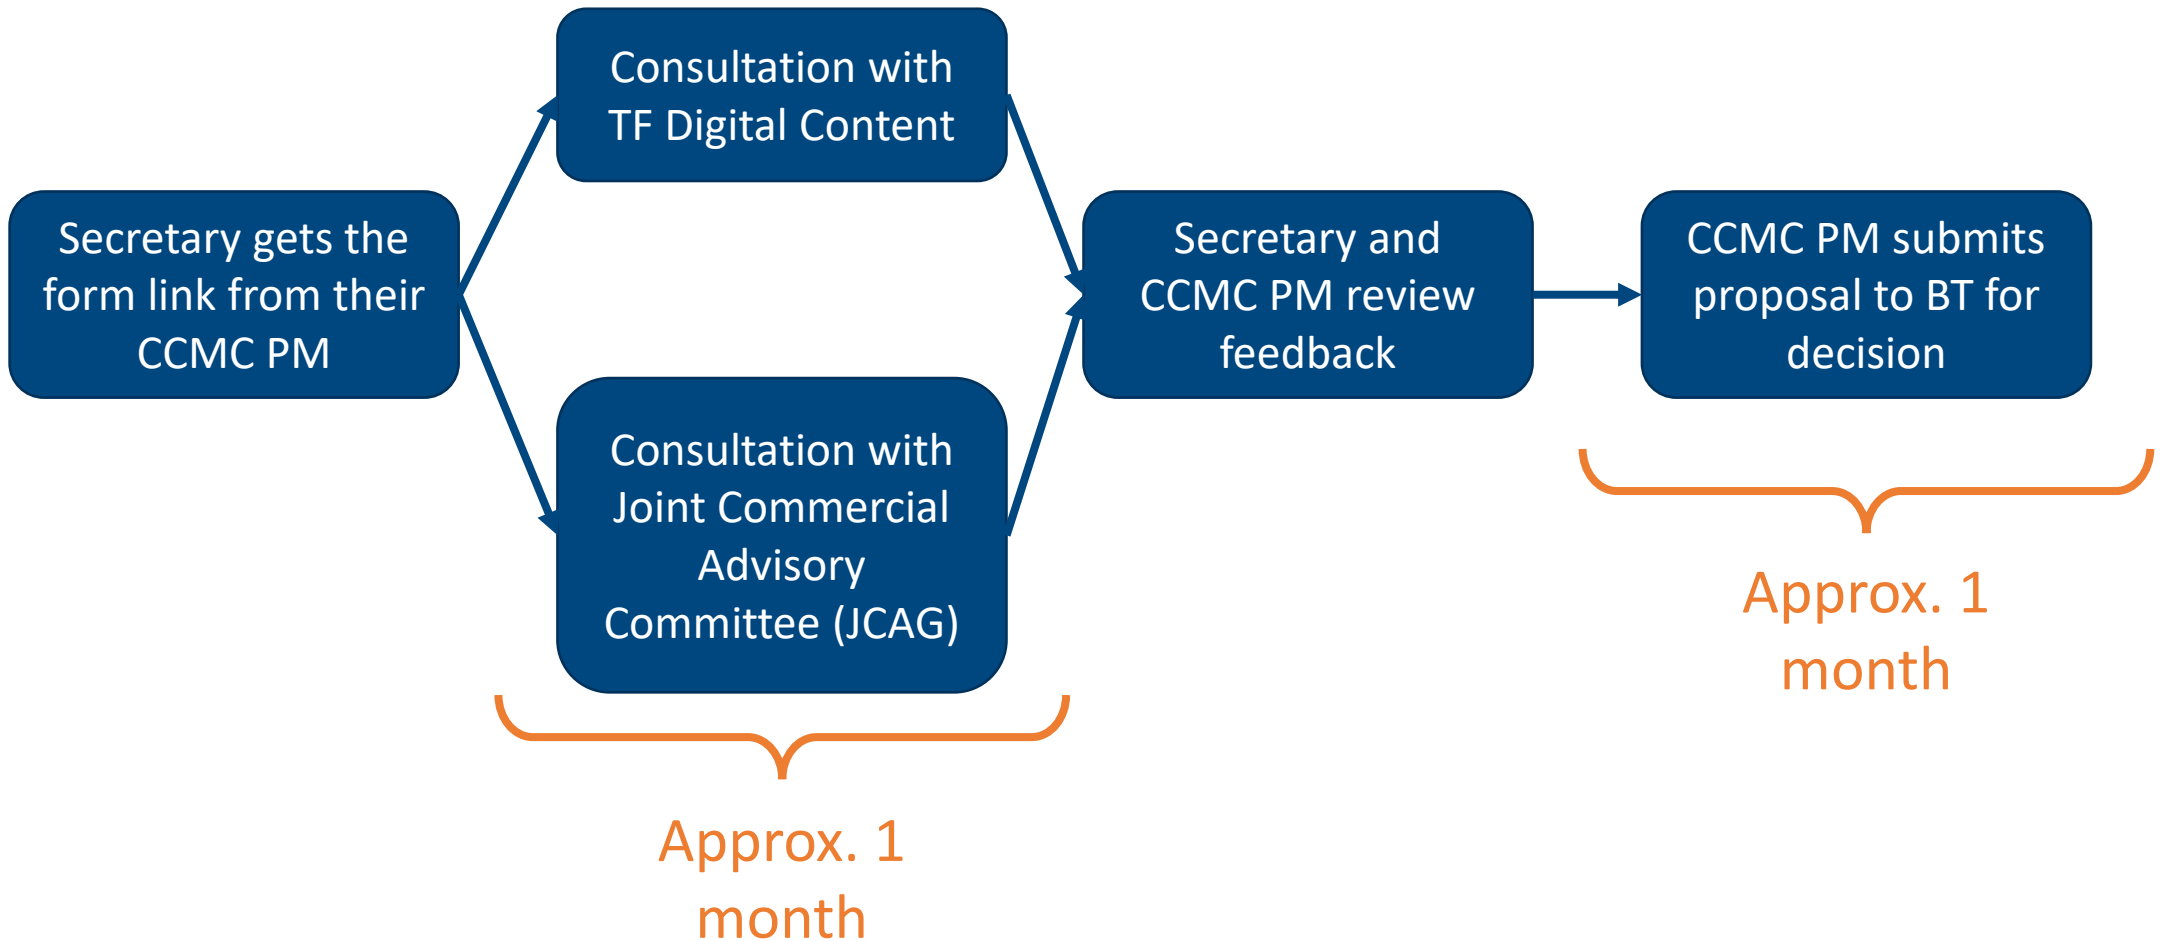 Secretary gets the
form link from their
CCMC PM
Consultation with
TF Digital Content
Consultation with
Joint Commercial
Advisory
Committee (JCAG)
Approx. 1
month
Secretary and
CCMC PM review
feedback
CCMC PM submits
proposal to BT for
decision
Approx. 1
month